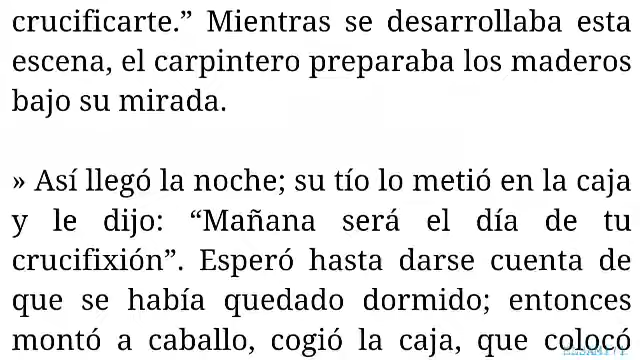 crucificarte.” Mientras se desarrollaba esta
escena, el carpintero preparaba los maderos
bajo su mirada.
» Así llegó la noche; su tío lo metió en la caja
y le dijo: “Mañana será el día de tu
crucifixión”. Esperó hasta darse cuenta de
que se había quedado dormido; entonces
montó a caballo, cogió la caja, que colocó